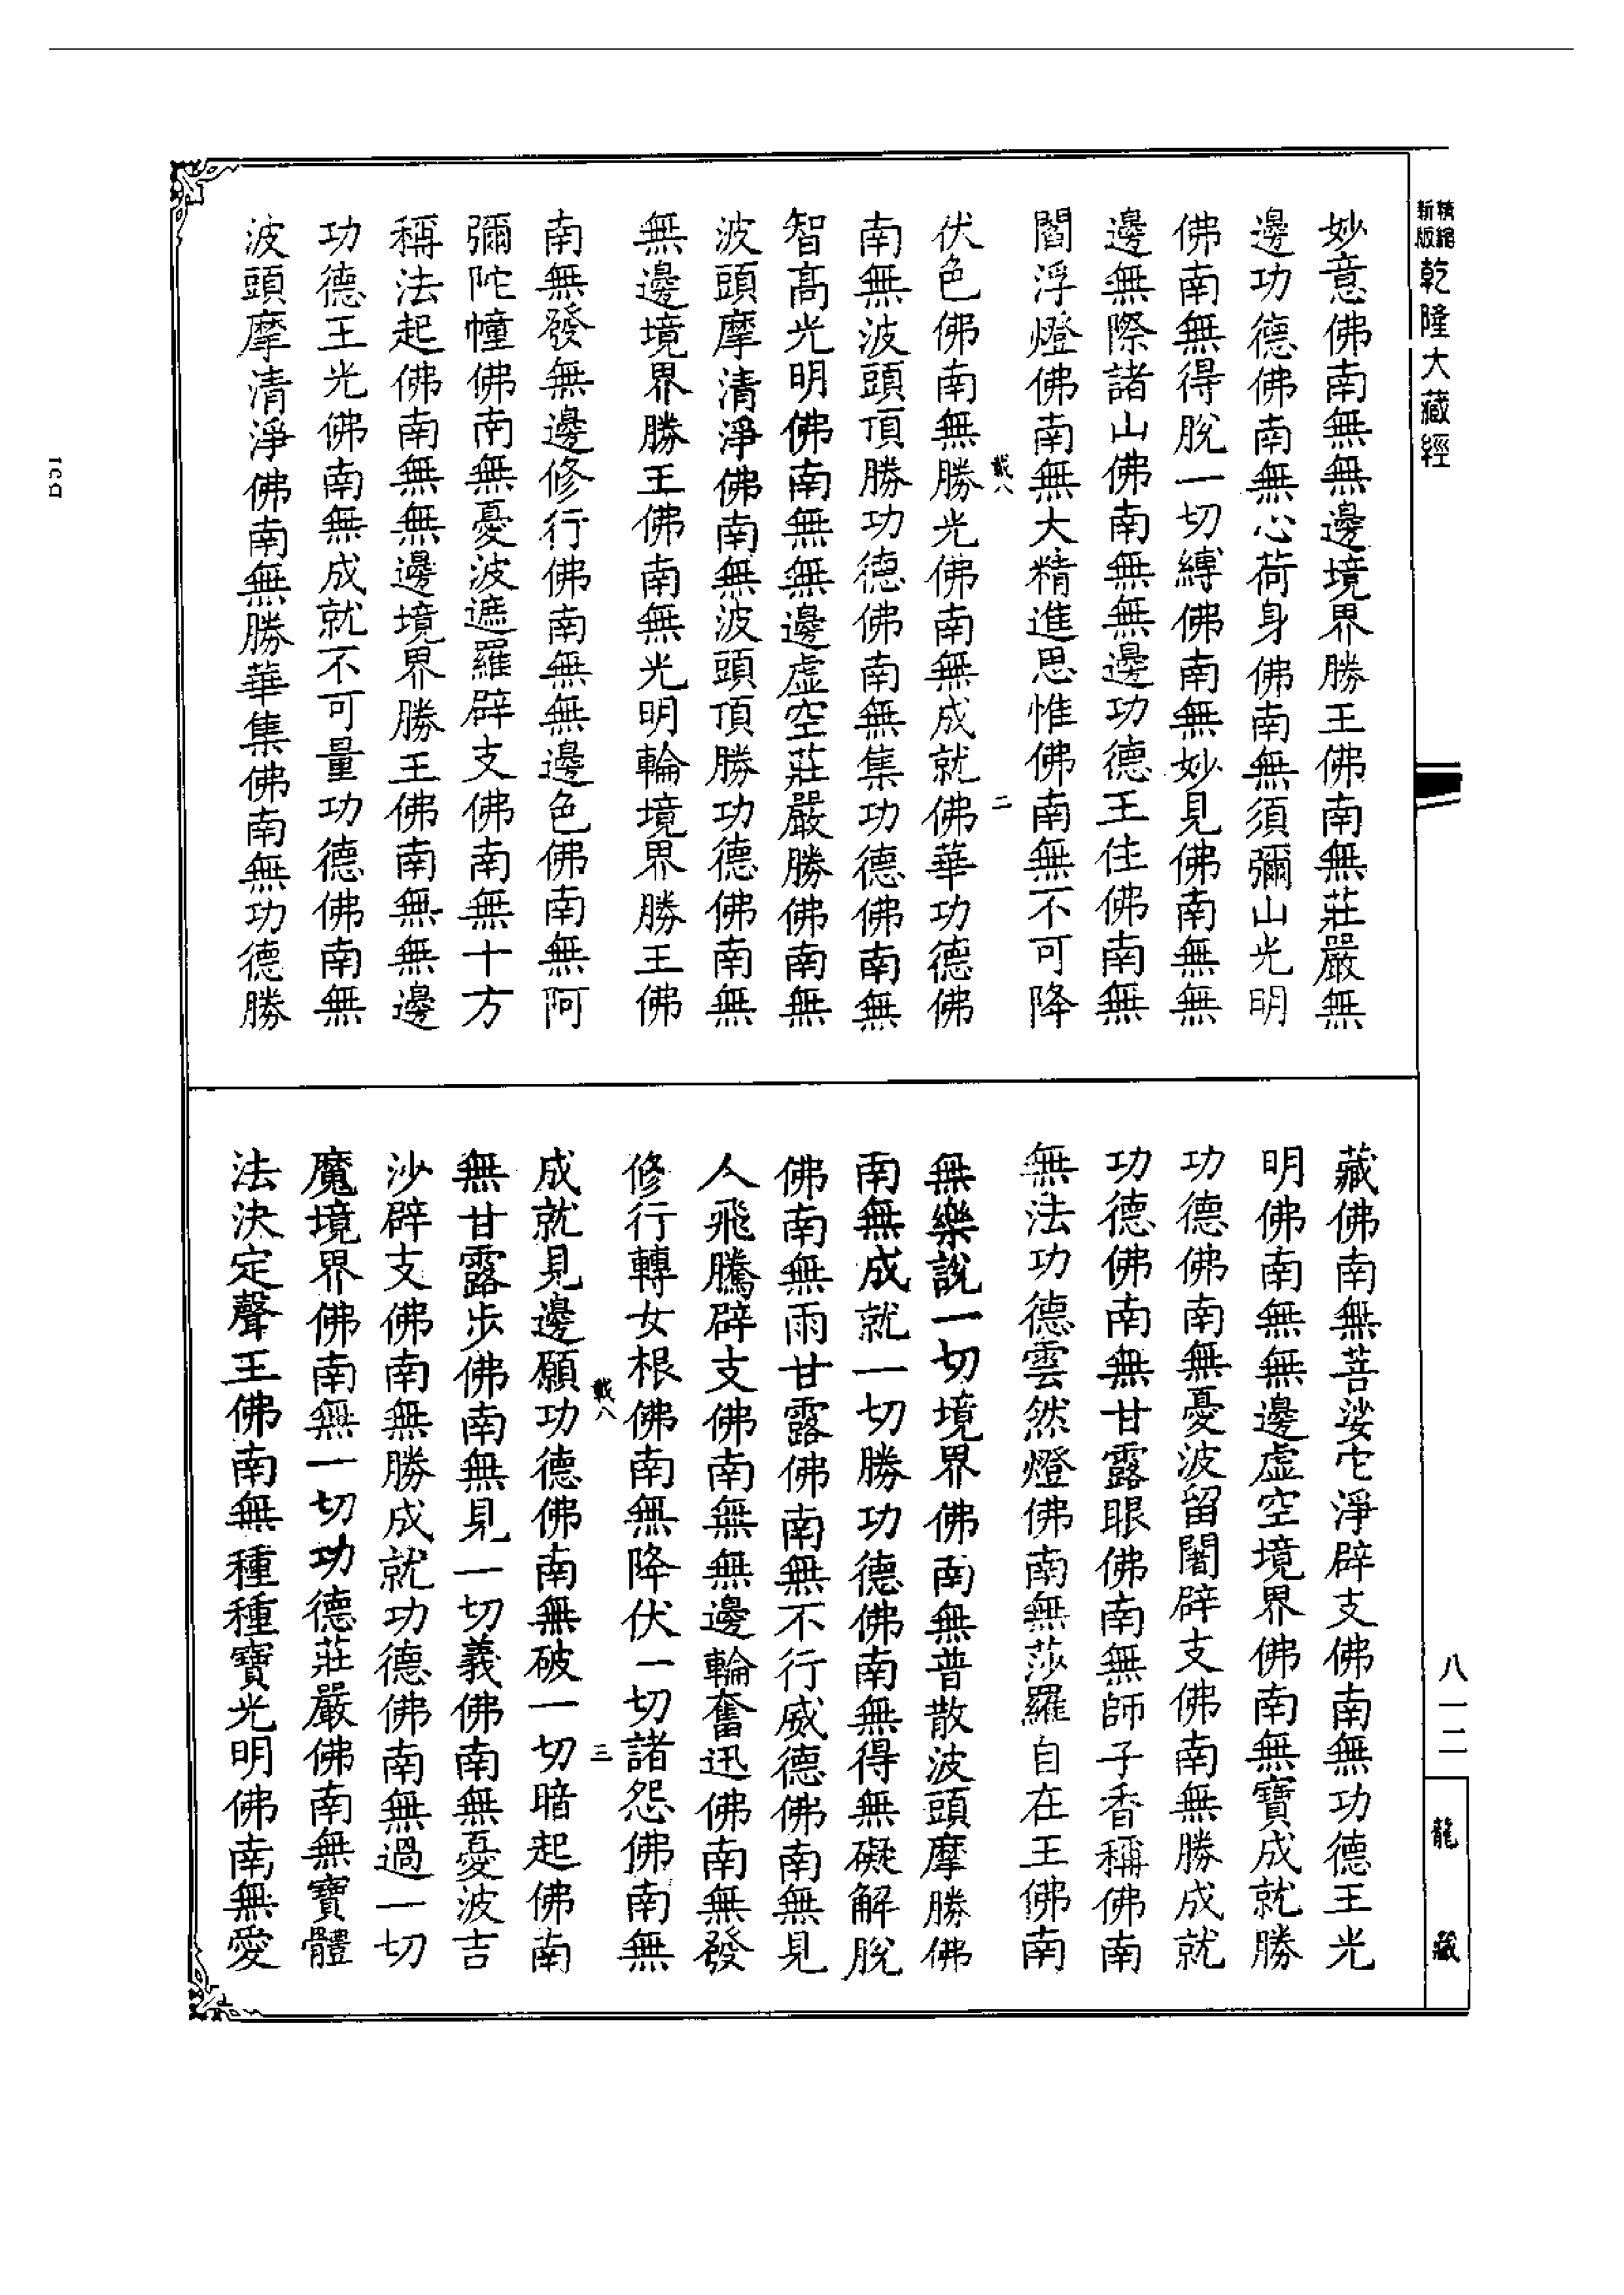 精縮新版乾隆大藏經
妙意佛南無無邊境界勝王佛南無莊嚴無
邊功德佛南無心荷身佛南無須彌山光明
佛南無得脫一切縛佛南無妙見佛南無無
邊無際諸山佛南無無邊功德王住佛南無
閻浮燈佛南無大精進思惟佛南無不可降
載八 二
伏色佛南無勝光佛南無成就佛華功德佛
南無波頭頂勝功德佛南無集功德佛南無
智高光明佛南無無邊虛空莊嚴勝佛南無
波頭摩清淨佛南無波頭頂勝功德佛南無
無邊境界勝王佛南無光明輪境界勝王佛
南無發無邊修行佛南無無邊色佛南無阿
彌陀幢佛南無憂波遮羅辟支佛南無十方
稱法起佛南無無邊境界勝王佛南無無邊
功德王光佛南無成就不可量功德佛南無
波頭摩清淨佛南無勝華集佛南無功德勝
藏佛南無菩娑它淨辟支佛南無功德王光
明佛南無無邊虛空境界佛南無寶成就勝
功德佛南無憂波留闍辟支佛南無勝成就
功德佛南無甘露眼佛南無師子香稱佛南
無法功德雲然燈佛南無莎羅自在王佛南
無樂說一切境界佛南無普散波頭摩勝佛
南無成就一切勝功德佛南無得無礙解脫
佛南無雨甘露佛南無不行威德佛南無見
人飛騰辟支佛南無無邊輪奮迅佛南無發
修行轉女根佛南無降伏一切諸怨佛南無
載八 三
成就見邊願功德佛南無破一切暗起佛南
無甘露步佛南無見一切義佛南無憂波吉
沙辟支佛南無勝成就功德佛南無過一切
魔境界佛南無一切功德莊嚴佛南無寶體
法決定聲王佛南無種種寶光明佛南無愛
八一二
龍藏